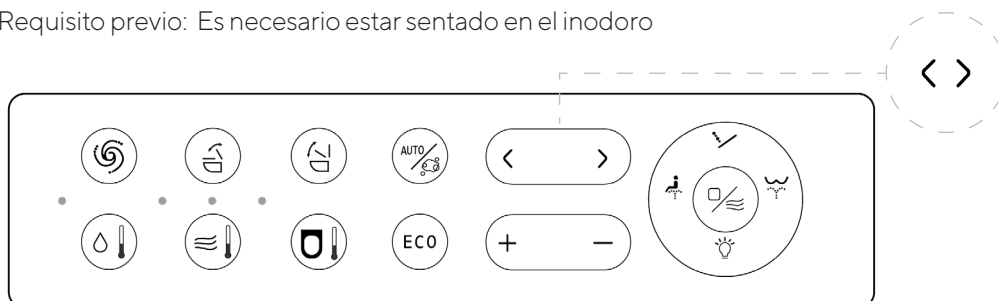 Requisito previo: Es necesario estar sentado en el inodoro
< >
AUTO
< >
ECO
+ −